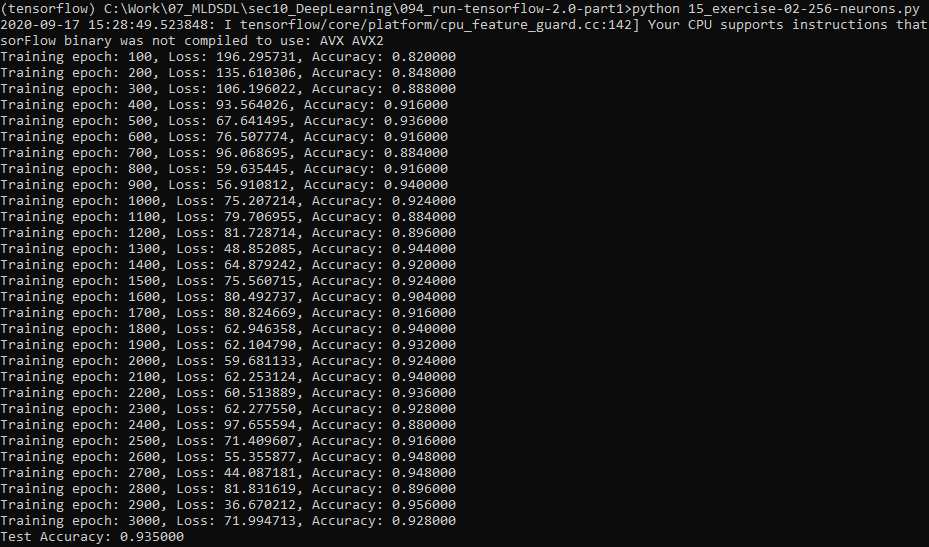 (tensorflow) C:\Work\07_MLDSDL\sec10_DeepLearning\094_run-tensorflow-2.0-part1>python 15_exercise-02-256-neurons.py
2020-09-17 15:28:49.523848: I tensorflow/core/platform/cpu_feature_guard.cc:142] Your CPU supports instructions that
sorFlow binary was not compiled to use: AVX AVX2
Training epoch: 100, Loss: 196.295731, Accuracy: 0.820000
Training epoch: 200, Loss: 135.610306, Accuracy: 0.848000
Training epoch: 300, Loss: 106.196022, Accuracy: 0.888000
Training epoch: 400, Loss: 93.564026, Accuracy: 0.916000
Training epoch: 500, Loss: 67.641495, Accuracy: 0.936000
Training epoch: 600, Loss: 76.507774, Accuracy: 0.916000
Training epoch: 700, Loss: 96.068695, Accuracy: 0.884000
Training epoch: 800, Loss: 59.635445, Accuracy: 0.916000
Training epoch: 900, Loss: 56.910812, Accuracy: 0.940000
Training epoch: 1000, Loss: 75.207214, Accuracy: 0.924000
Training epoch: 1100, Loss: 79.706955, Accuracy: 0.884000
Training epoch: 1200, Loss: 81.728714, Accuracy: 0.896000
Training epoch: 1300, Loss: 48.852085, Accuracy: 0.944000
Training epoch: 1400, Loss: 64.879242, Accuracy: 0.920000
Training epoch: 1500, Loss: 75.560715, Accuracy: 0.924000
Training epoch: 1600, Loss: 80.492737, Accuracy: 0.904000
Training epoch: 1700, Loss: 80.824669, Accuracy: 0.916000
Training epoch: 1800, Loss: 62.946358, Accuracy: 0.940000
Training epoch: 1900, Loss: 62.104790, Accuracy: 0.932000
Training epoch: 2000, Loss: 59.681133, Accuracy: 0.924000
Training epoch: 2100, Loss: 62.253124, Accuracy: 0.940000
Training epoch: 2200, Loss: 60.513889, Accuracy: 0.936000
Training epoch: 2300, Loss: 62.277550, Accuracy: 0.928000
Training epoch: 2400, Loss: 97.655594, Accuracy: 0.880000
Training epoch: 2500, Loss: 71.409607, Accuracy: 0.916000
Training epoch: 2600, Loss: 55.355877, Accuracy: 0.948000
Training epoch: 2700, Loss: 44.087181, Accuracy: 0.948000
Training epoch: 2800, Loss: 81.831619, Accuracy: 0.896000
Training epoch: 2900, Loss: 36.670212, Accuracy: 0.956000
Training epoch: 3000, Loss: 71.994713, Accuracy: 0.928000
Test Accuracy: 0.935000